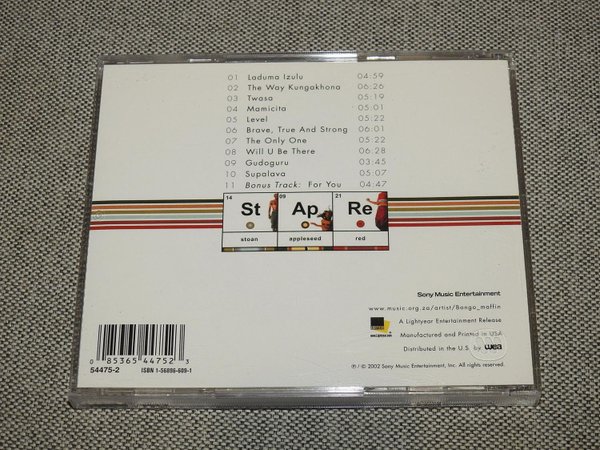 01 Laduma Izulu 04:59
02 The Way Kungakhona 06:26
03 Twasa 05:19
04 Mamicita 05:01
05 Level 05:22
06 Brave, True And Strong 06:01
07 The Only One 05:22
08 Will U Be There 06:28
09 Gudoguru 03:45
10 Supalava 05:07
11 Bonus Track: For You 04:47
14 09 21
St Ap Re
stoan appleseed red
Sony Music Entertainment
www.music.org.za/artist/Bongo_maffin
A Lightyear Entertainment Release
Manufactured and Printed in USA
Distributed in the U.S. by wea
0 85365 44752 3
54475-2 ISBN 1-56896-609-1
℗ / © 2002 Sony Music Entertainment, Inc. All rights reserved.